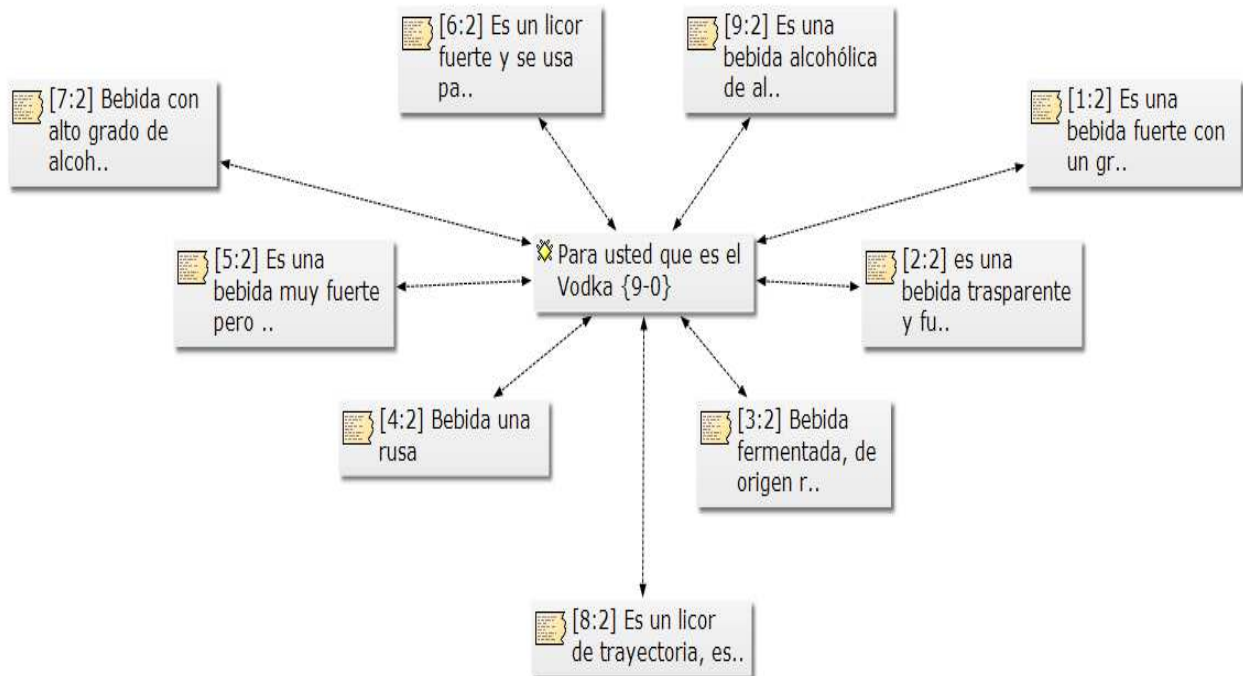 [6:2] Es un licor
fuerte y se usa
pa..
[9:2] Es una
bebida alcohólica
de al..
[7:2] Bebida con
alto grado de
alcoh..
[1:2] Es una
bebida fuerte con
un gr..
[5:2] Es una
bebida muy fuerte
pero ..
Para usted que es el
Vodka {9-0}
[2:2] es una
bebida trasparente
y fu..
[4:2] Bebida una
rusa
[3:2] Bebida
fermentada, de
origen r..
[8:2] Es un licor
de trayectoria, es..